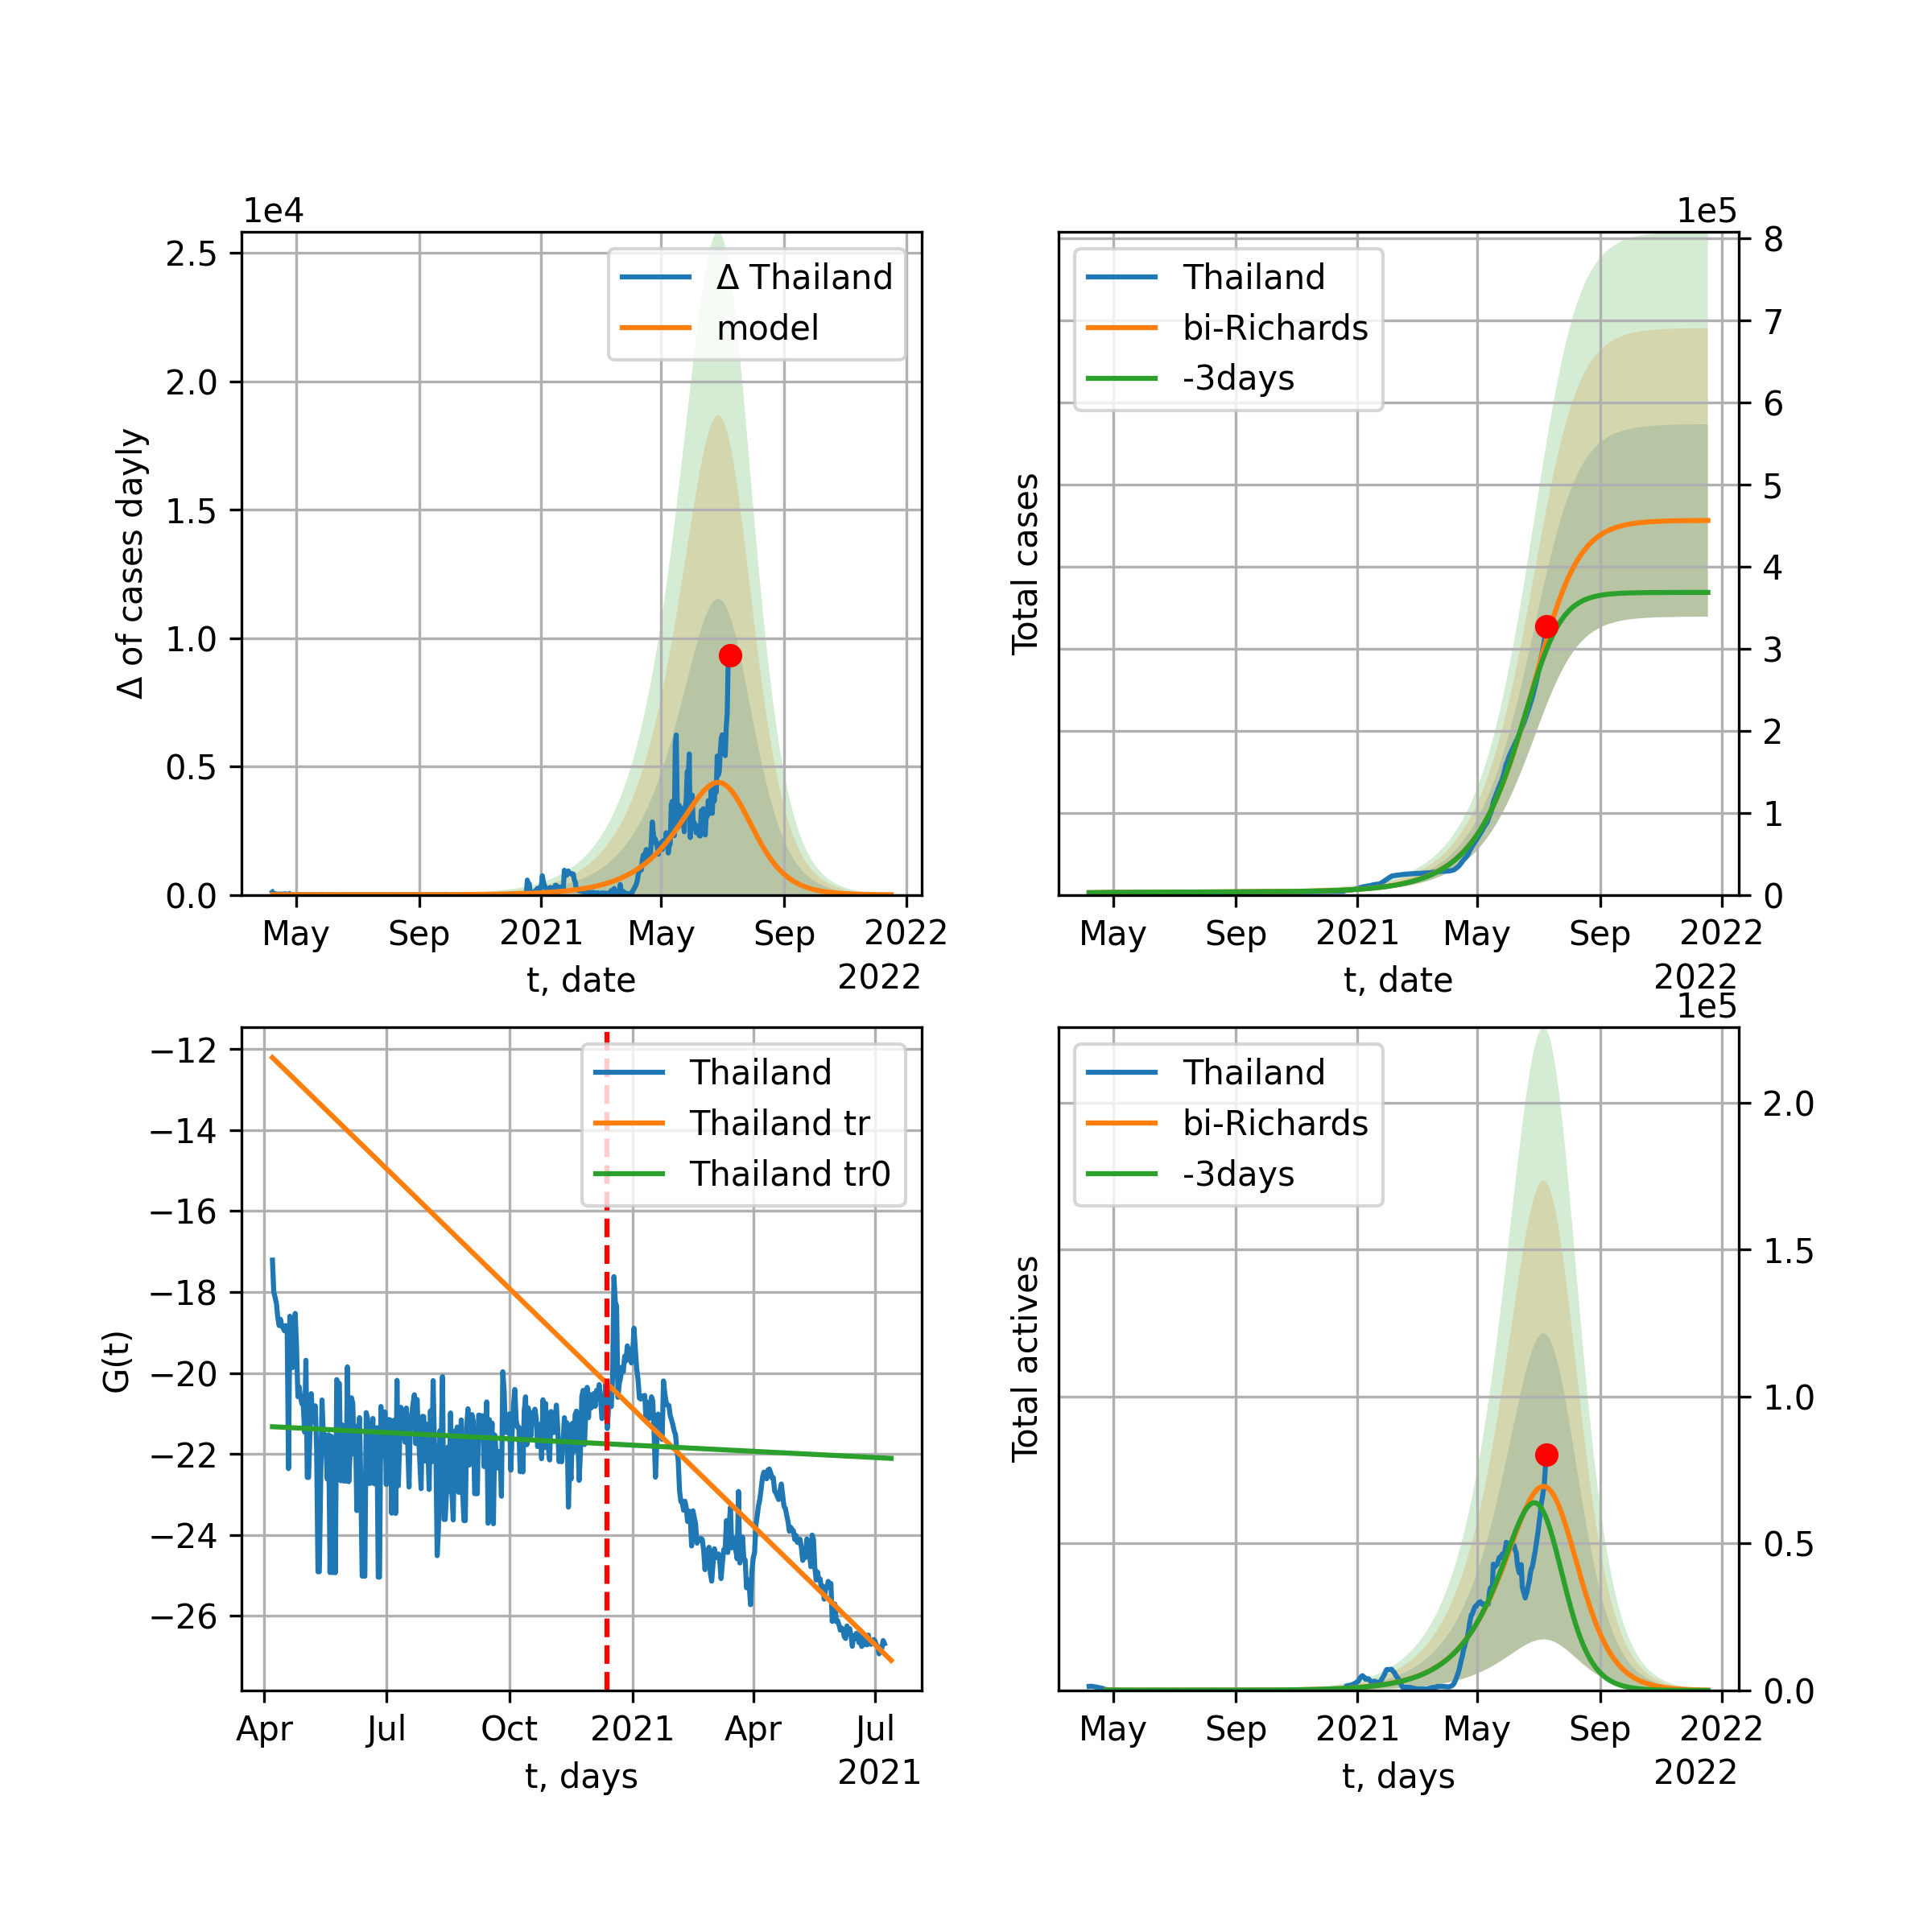 1e4
2.5
2.0
1.5
1.0
0.5
0.0
Δ of cases dayly
Δ Thailand
model
May Sep 2021 May Sep 2022
t, date
2022
1e5
8
7
6
5
4
3
2
1
0
Total cases
Thailand
bi-Richards
-3days
May Sep 2021 May Sep 2022
t, date
2022
−12
−14
−16
−18
−20
−22
−24
−26
G(t)
Thailand
Thailand tr
Thailand tr0
Apr Jul Oct 2021 Apr Jul
t, days
2021
1e5
2.0
1.5
1.0
0.5
0.0
Total actives
Thailand
bi-Richards
-3days
May Sep 2021 May Sep 2022
t, days
2022